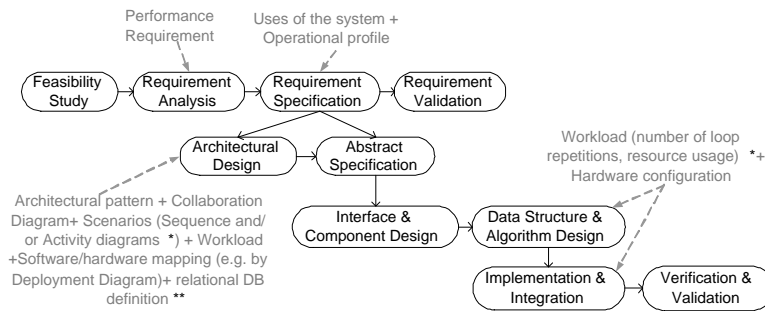 Performance
Requirement
Uses of the system +
Operational profile
Feasibility
Study
Requirement
Analysis
Requirement
Specification
Requirement
Validation
Architectural
Design
Abstract
Specification
Workload (number of loop
repetitions, resource usage) *+
Hardware configuration
Architectural pattern + Collaboration
Diagram+ Scenarios (Sequence and/
or Activity diagrams *) + Workload
+Software/hardware mapping (e.g. by
Deployment Diagram)+ relational DB
definition **
Interface &
Component Design
Data Structure &
Algorithm Design
Implementation &
Integration
Verification &
Validation